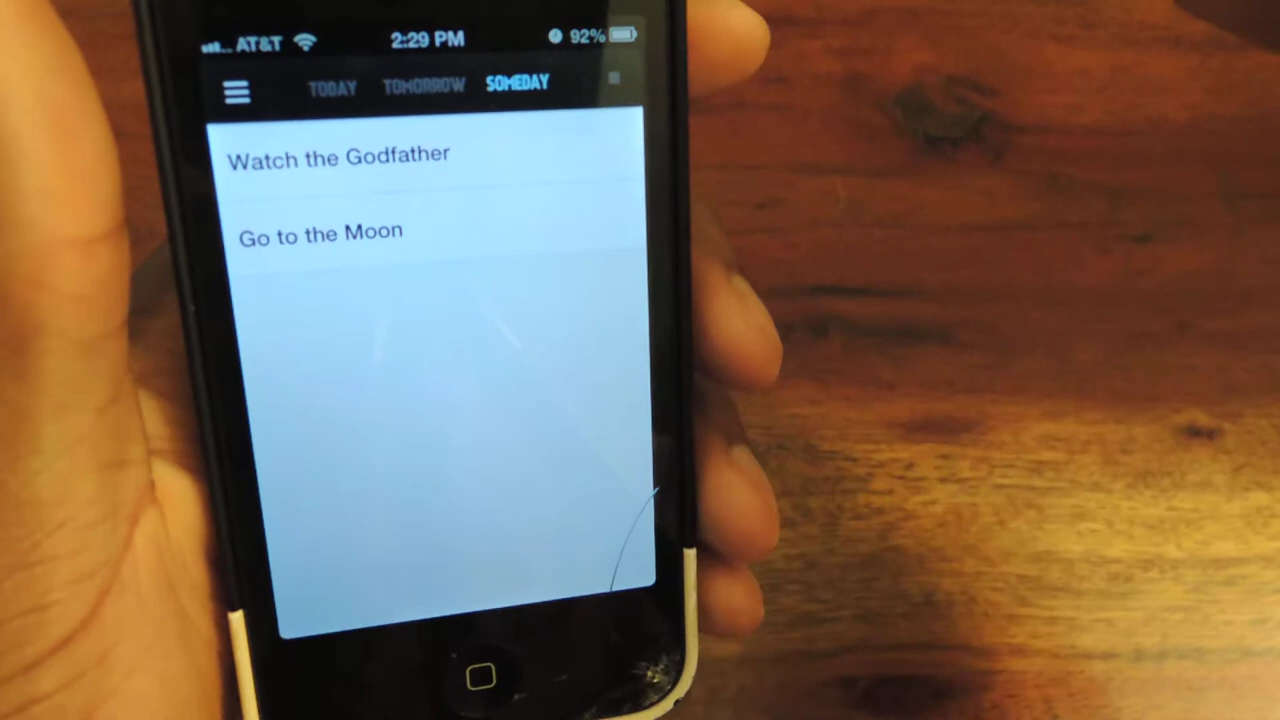 AT&T 2:29 PM 92%
TODAY TOMORROW SOMEDAY
Watch the Godfather
Go to the Moon